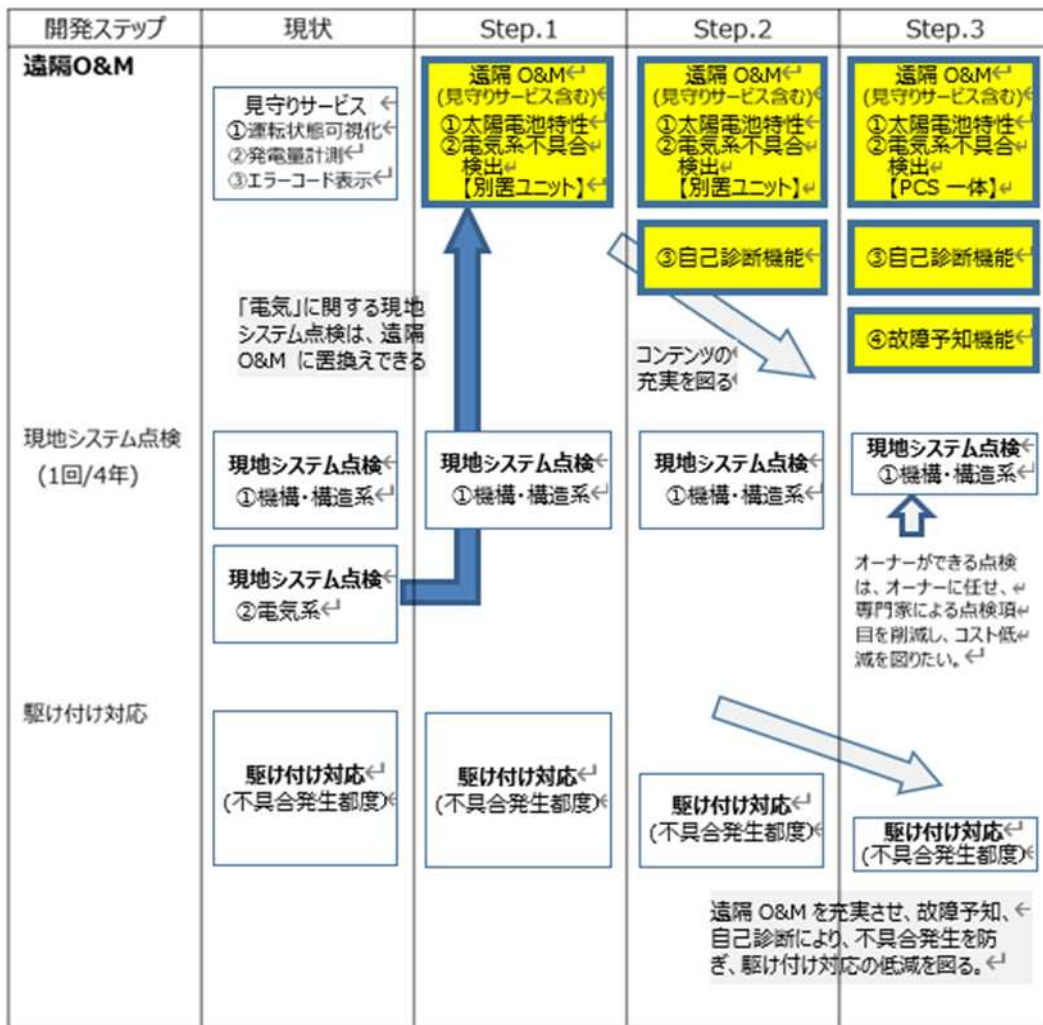 開発ステップ
現状
Step.1
Step.2
Step.3
遠隔O&M
見守りサービス
①運転状態可視化
②発電量計測
③エラーコード表示
遠隔 O&M
(見守りサービス含む)
①太陽電池特性
②電気系不具合
検出
【別置ユニット】
遠隔 O&M
(見守りサービス含む)
①太陽電池特性
②電気系不具合
検出
【別置ユニット】
遠隔 O&M
(見守りサービス含む)
①太陽電池特性
②電気系不具合
検出
【PCS 一体】
③自己診断機能
③自己診断機能
④故障予知機能
「電気」に関する現地
システム点検は、遠隔
O&M に置換えできる
コンテンツの
充実を図る
現地システム点検
(1回/4年)
現地システム点検
①機構・構造系
現地システム点検
①機構・構造系
現地システム点検
①機構・構造系
現地システム点検
①機構・構造系
現地システム点検
②電気系
オーナーができる点検
は、オーナーに任せ、
専門家による点検項
目を削減し、コスト低
減を図りたい。
駆け付け対応
駆け付け対応
(不具合発生都度)
駆け付け対応
(不具合発生都度)
駆け付け対応
(不具合発生都度)
駆け付け対応
(不具合発生都度)
遠隔 O&M を充実させ、故障予知、
自己診断により、不具合発生を防
ぎ、駆け付け対応の低減を図る。